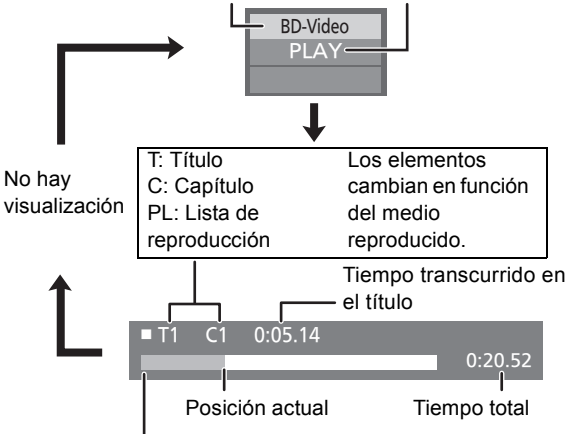 BD-Video
PLAY
T: Título
C: Capítulo
PL: Lista de
reproducción
Los elementos
cambian en función
del medio
reproducido.
No hay
visualización
Tiempo transcurrido en
el título
T1 C1 0:05.14
0:20.52
Posición actual
Tiempo total